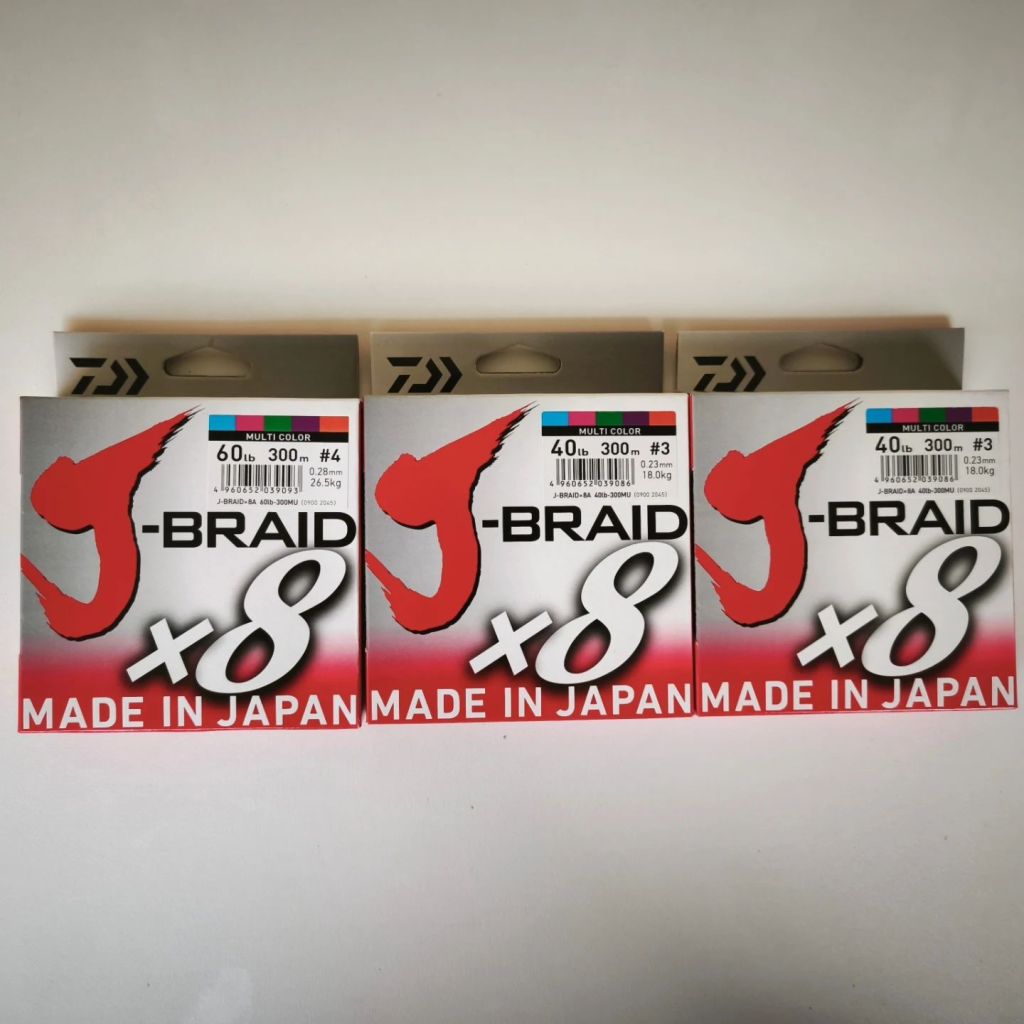 MULTI COLOR
60lb 300m #4
0.28mm
26.5kg
4 960652 039093
J-BRAID×8A 60lb-300MU (0900 2045)
J-BRAID
×8
MADE IN JAPAN
MULTI COLOR
40lb 300m #3
0.23mm
18.0kg
4 960652 039086
J-BRAID×8A 40lb-300MU (0900 2045)
J-BRAID
×8
MADE IN JAPAN
MULTI COLOR
40lb 300m #3
0.23mm
18.0kg
4 960652 039086
J-BRAID×8A 40lb-300MU (0900 2045)
J-BRAID
×8
MADE IN JAPAN